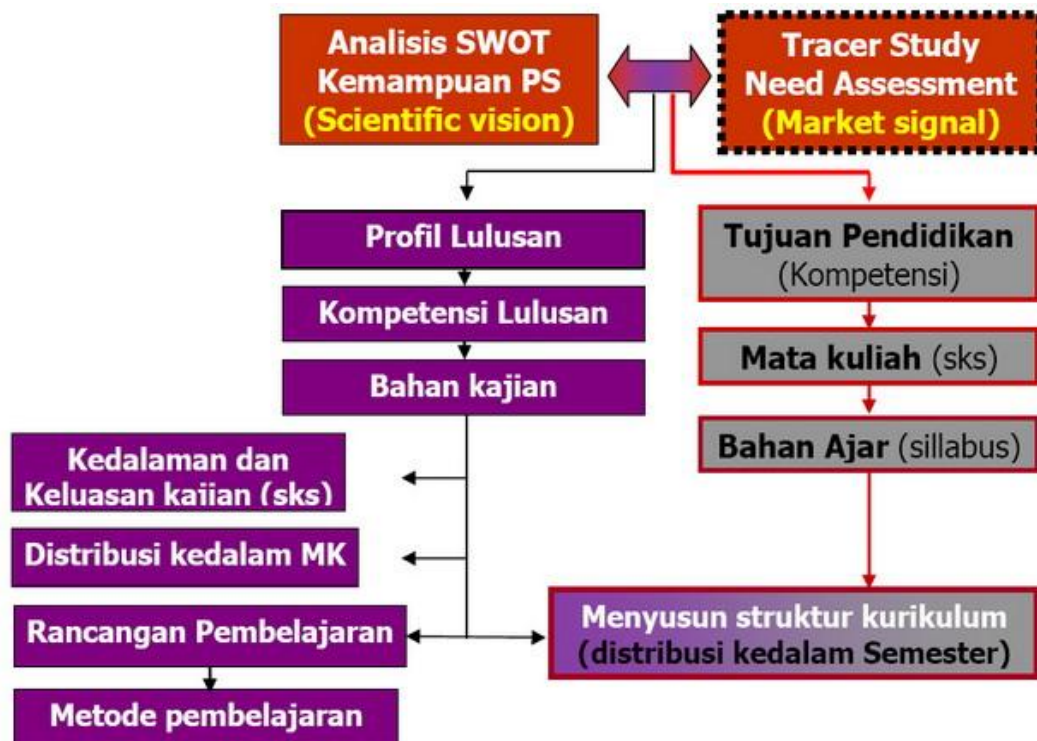 Analisis SWOT
Kemampuan PS
(Scientific vision)
Tracer Study
Need Assessment
(Market signal)
Profil Lulusan
Kompetensi Lulusan
Bahan kajian
Kedalaman dan
Keluasan kajian (sks)
Distribusi kedalam MK
Rancangan Pembelajaran
Metode pembelajaran
Tujuan Pendidikan
(Kompetensi)
Mata kuliah (sks)
Bahan Ajar (sillabus)
Menyusun struktur kurikulum
(distribusi kedalam Semester)